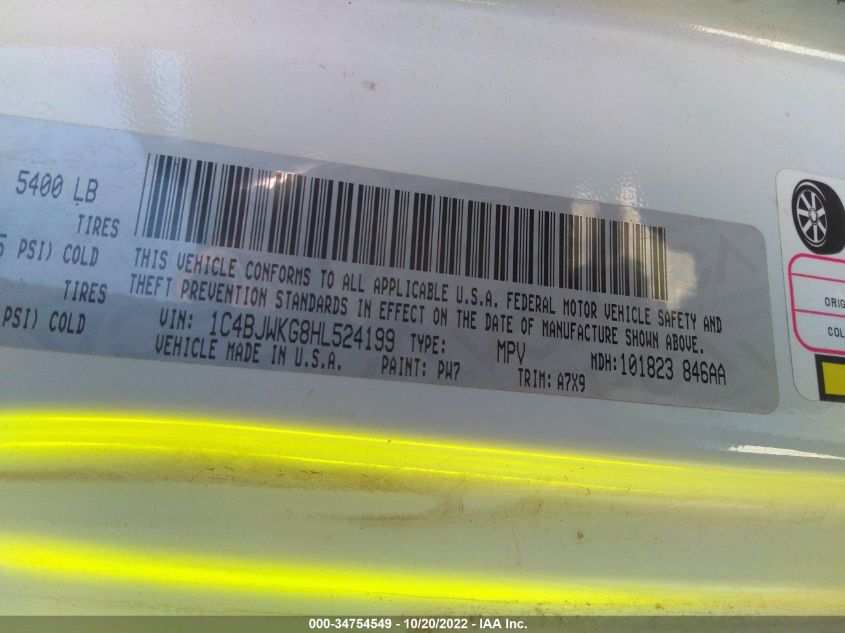 5400 LB
TIRES
5 PSI) COLD
TIRES
PSI) COLD
THIS VEHICLE CONFORMS TO ALL APPLICABLE U.S.A. FEDERAL MOTOR VEHICLE SAFETY AND
THEFT PREVENTION STANDARDS IN EFFECT ON THE DATE OF MANUFACTURE SHOWN ABOVE.
VIN: 1C4BJWKG8HL524199 TYPE: MPV MDH:101823 846AA
VEHICLE MADE IN U.S.A. PAINT: PW7 TRIM: A7X9
ORIG
COL
000-34754549 - 10/20/2022 - IAA Inc.